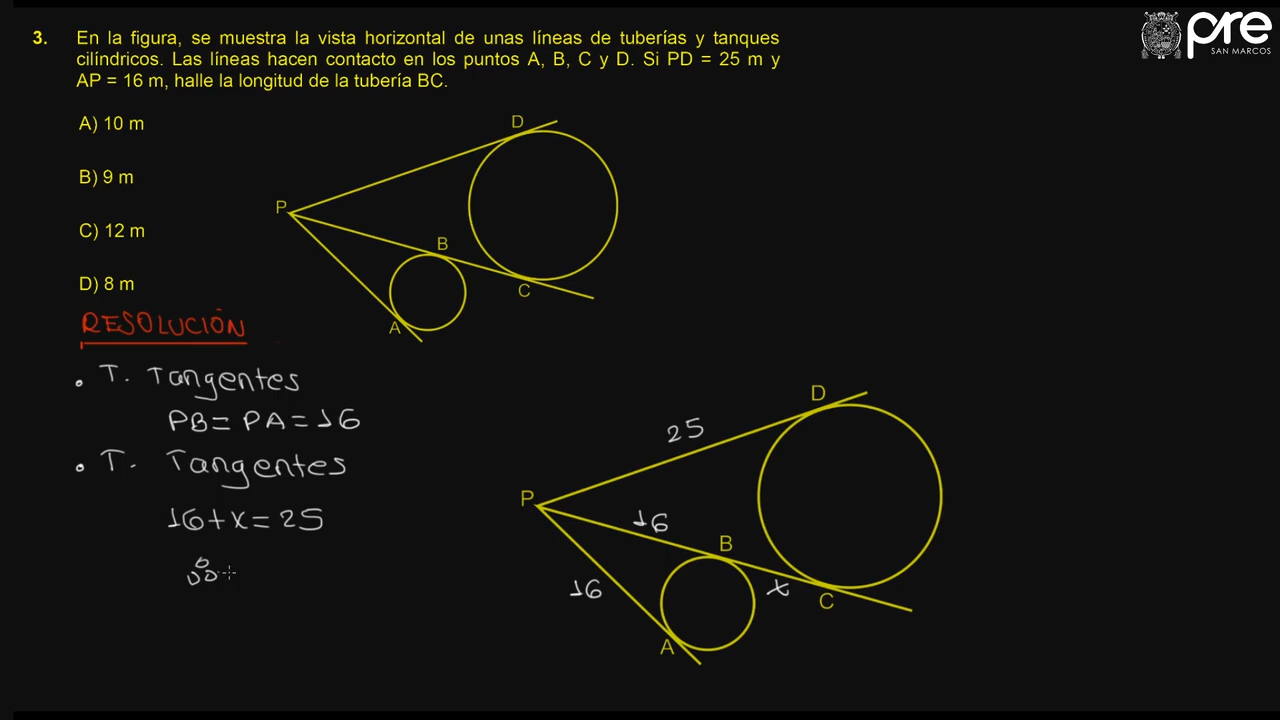 pre
SAN MARCOS
3. En la figura, se muestra la vista horizontal de unas líneas de tuberías y tanques
cilíndricos. Las líneas hacen contacto en los puntos A, B, C y D. Si PD = 25 m y
AP = 16 m, halle la longitud de la tubería BC.
A) 10 m
B) 9 m
C) 12 m
D) 8 m
D
P
B
C
A
RESOLUCIÓN
. T. Tangentes
PB = PA = 16
. T. Tangentes
16 + x = 25
D
25
P
16
B
16
x
C
A